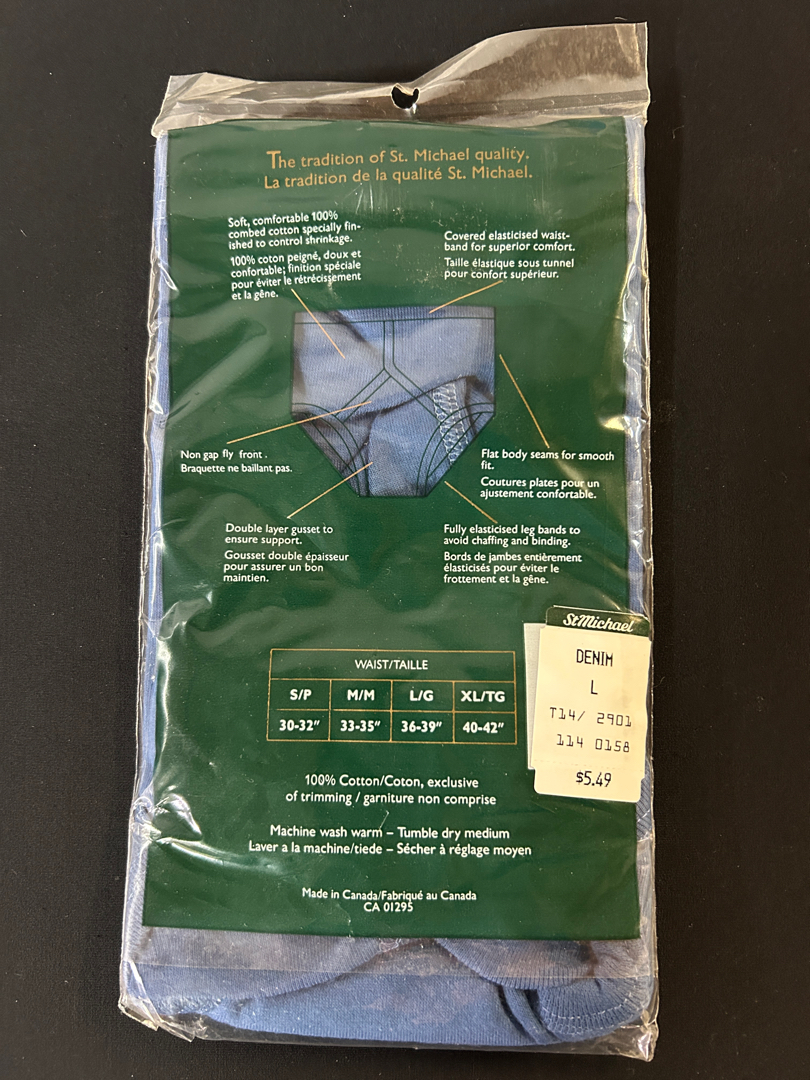 The tradition of St. Michael quality.
La tradition de la qualité St. Michael.
Soft, comfortable 100%
combed cotton specially fin-
ished to control shrinkage.
100% coton peigné, doux et
confortable; finition spéciale
pour éviter le rétrécissement
et la gêne.
Covered elasticised waist-
band for superior comfort.
Taille élastique sous tunnel
pour confort supérieur.
Non gap fly front.
Braquette ne baillant pas.
Flat body seams for smooth
fit.
Coutures plates pour un
ajustement confortable.
Double layer gusset to
ensure support.
Gousset double épaisseur
pour assurer un bon
maintien.
Fully elasticised leg bands to
avoid chaffing and binding.
Bords de jambes entièrement
élasticisés pour éviter le
frottement et la gêne.
StMichael
DENIM
L
T14/ 2901
114 0158
$5.49
WAIST/TAILLE
S/P M/M L/G XL/TG
30-32" 33-35" 36-39" 40-42"
100% Cotton/Coton, exclusive
of trimming / garniture non comprise
Machine wash warm – Tumble dry medium
Laver a la machine/tiede – Sécher à réglage moyen
Made in Canada/Fabriqué au Canada
CA 01295